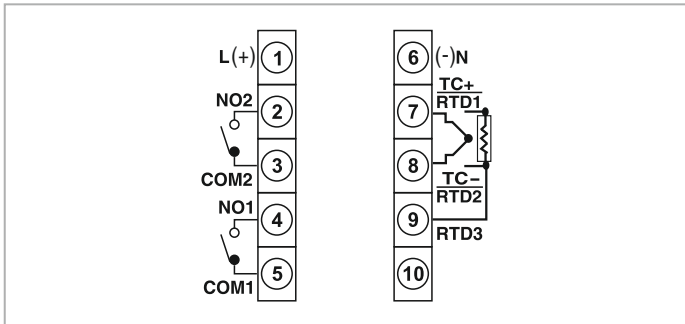 L(+) 1
NO2 2
3
COM2
NO1 4
5
COM1
6 (-)N
TC+
7 RTD1
8
TC−
RTD2
9 RTD3
10